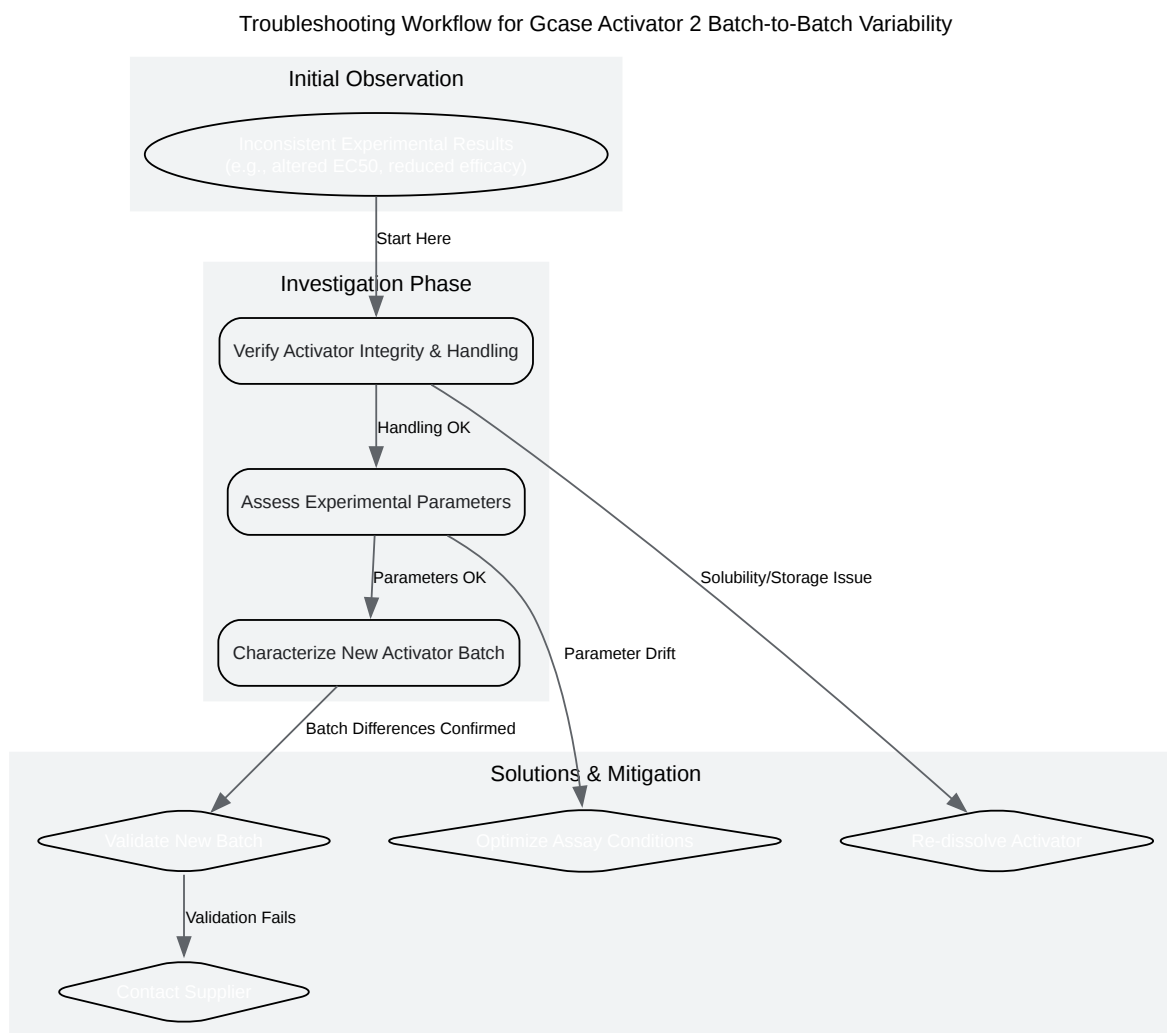 Troubleshooting Workflow for Gcase Activator 2 Batch-to-Batch Variability
Initial Observation
Inconsistent Experimental Results
(e.g., altered EC50, reduced efficacy)
Start Here
Investigation Phase
Verify Activator Integrity & Handling
Handling OK
Assess Experimental Parameters
Parameters OK
Solubility/Storage Issue
Characterize New Activator Batch
Parameter Drift
Batch Differences Confirmed
Solutions & Mitigation
Validate New Batch
Optimize Assay Conditions
Re-dissolve Activator
Validation Fails
Contact Supplier